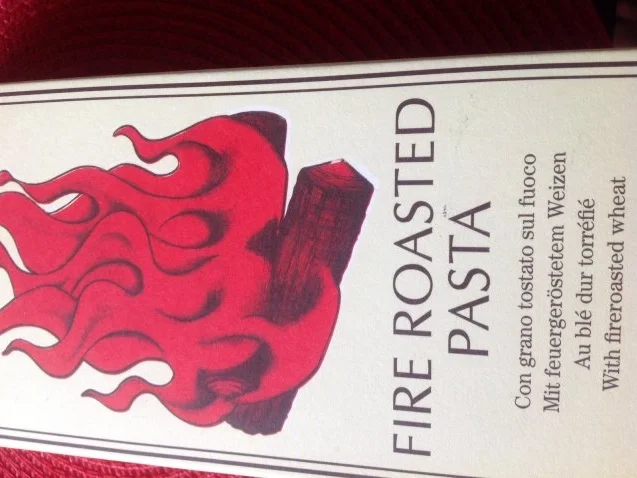 FIRE ROASTED
PASTA
Con grano tostato sul fuoco
Mit feuergeröstetem Weizen
Au blé dur torréfié
With fireroasted wheat